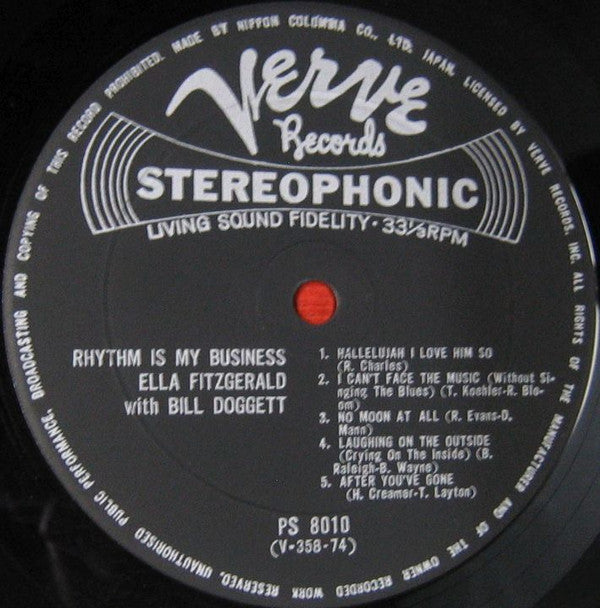 Verve
Records
STEREOPHONIC
LIVING SOUND FIDELITY · 33⅓RPM
RHYTHM IS MY BUSINESS
ELLA FITZGERALD
with BILL DOGGETT
1. HALLELUJAH I LOVE HIM SO
(R. Charles)
2. I CAN'T FACE THE MUSIC (Without Si-
nging The Blues) (T. Koehler-R. Blo-
om)
3. NO MOON AT ALL (R. Evans-D.
Mann)
4. LAUGHING ON THE OUTSIDE
(Crying On The Inside) (B.
Raleigh-B. Wayne)
5. AFTER YOU'VE GONE
(H. Creamer-T. Layton)
PS 8010
(V-358-74)
MADE BY NIPPON COLUMBIA CO., LTD. JAPAN. LICENSED BY VERVE RECORDS, INC. ALL RIGHTS OF THE MANUFACTURER AND OF THE OWNER RECORDED WORK RESERVED. UNAUTHORISED PUBLIC PERFORMANCE, BROADCASTING AND COPYING OF THIS RECORD PROHIBITED.